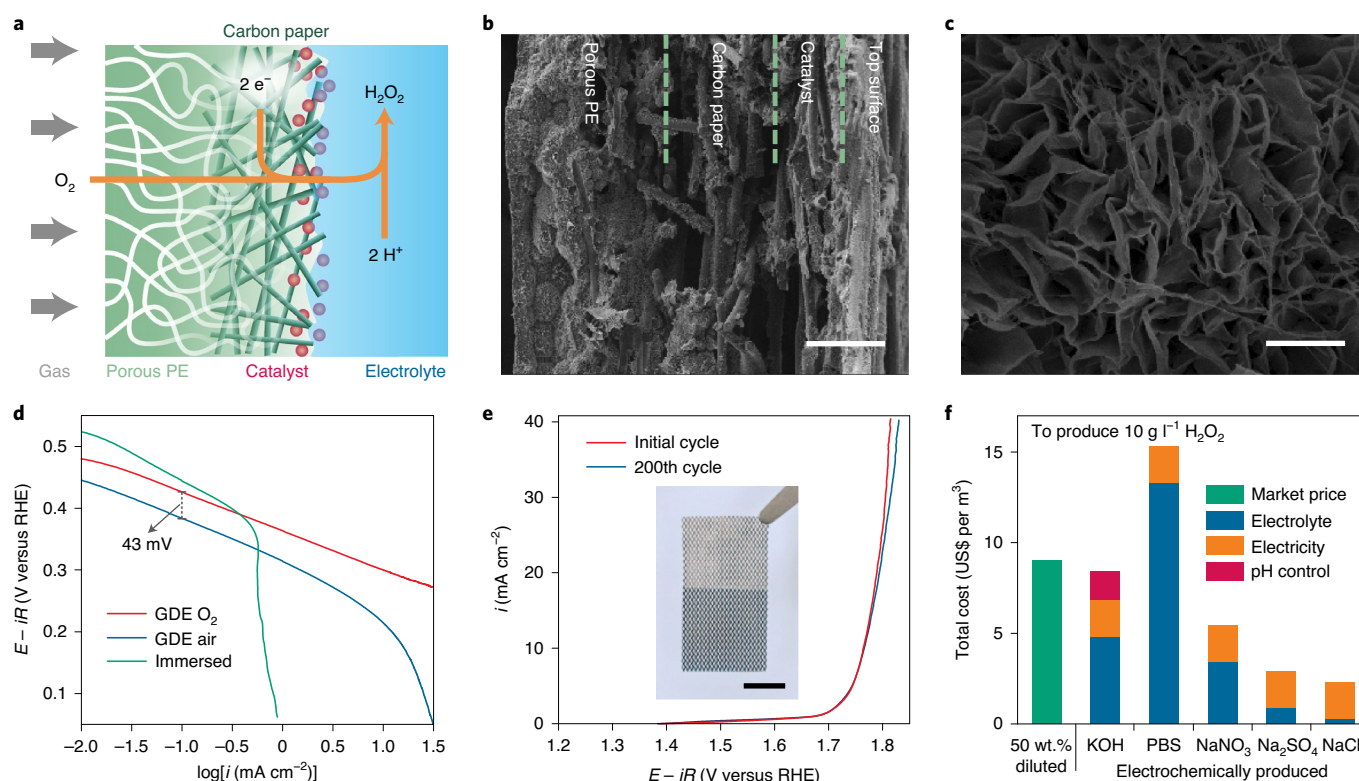 a
Carbon paper
2 e⁻
H₂O₂
O₂
2 H⁺
Gas
Porous PE
Catalyst
Electrolyte
b
Porous PE
Carbon paper
Catalyst
Top surface
c
d
E – iR (V versus RHE)
0.5
0.4
0.3
0.2
0.1
43 mV
GDE O₂
GDE air
Immersed
–2.0 –1.5 –1.0 –0.5 0 0.5 1.0 1.5
log[i (mA cm⁻²)]
e
i (mA cm⁻²)
40
30
20
10
0
Initial cycle
200th cycle
1.2 1.3 1.4 1.5 1.6 1.7 1.8
E – iR (V versus RHE)
f
Total cost (US$ per m³)
To produce 10 g l⁻¹ H₂O₂
15
10
5
0
Market price
Electrolyte
Electricity
pH control
50 wt.%
diluted
KOH PBS NaNO₃ Na₂SO₄ NaCl
Electrochemically produced